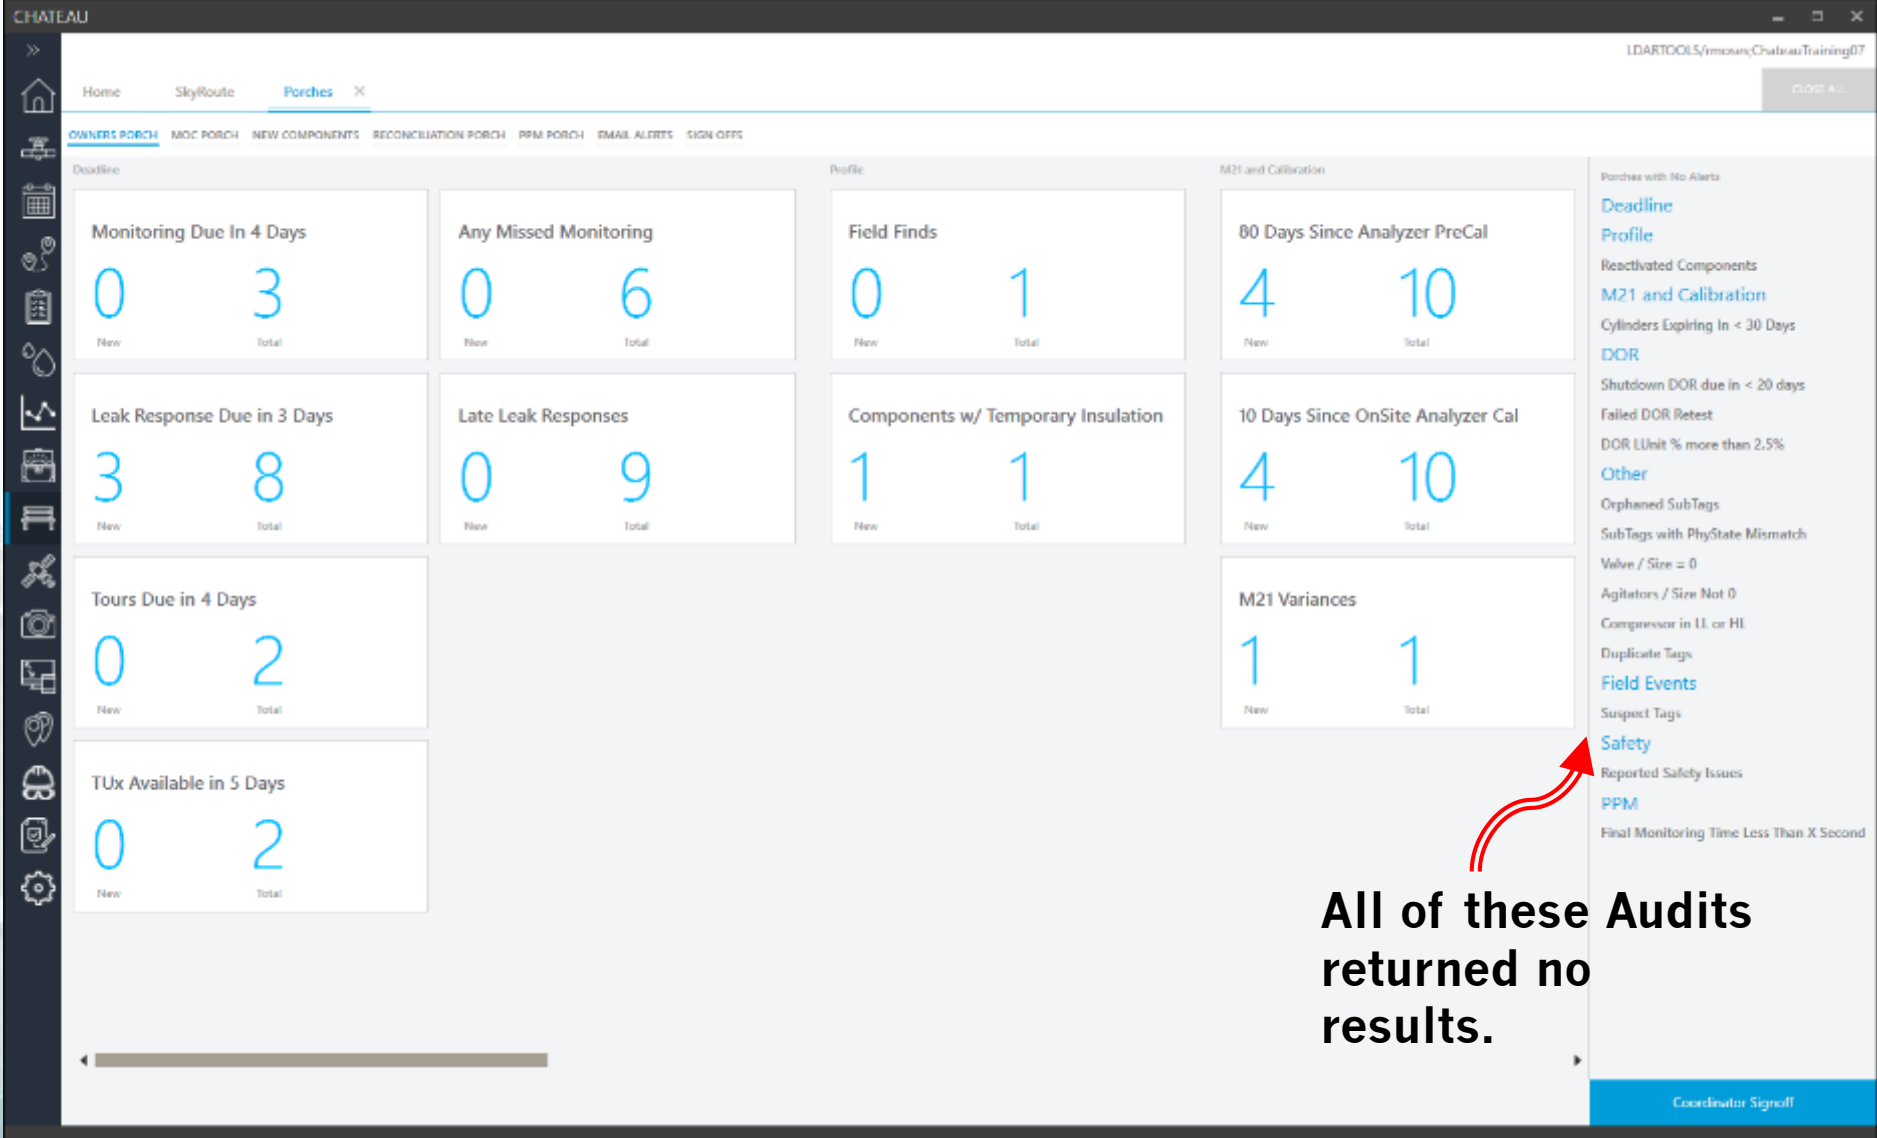 CHATEAU
LDARTOOLS/rmoses;ChateauTraining07
Home SkyRoute Porches
CLOSE ALL
OWNERS PORCH MOC PORCH NEW COMPONENTS RECONCILIATION PORCH PPM PORCH EMAIL ALERTS SIGN OFFS
Deadline
Monitoring Due In 4 Days
0 3
New Total
Any Missed Monitoring
0 6
New Total
Leak Response Due in 3 Days
3 8
New Total
Late Leak Responses
0 9
New Total
Tours Due in 4 Days
0 2
New Total
TUx Available in 5 Days
0 2
New Total
Profile
Field Finds
0 1
New Total
Components w/ Temporary Insulation
1 1
New Total
M21 and Calibration
80 Days Since Analyzer PreCal
4 10
New Total
10 Days Since OnSite Analyzer Cal
4 10
New Total
M21 Variances
1 1
New Total
Porches with No Alerts
Deadline
Profile
Reactivated Components
M21 and Calibration
Cylinders Expiring In < 30 Days
DOR
Shutdown DOR due in < 20 days
Failed DOR Retest
DOR LUnit % more than 2.5%
Other
Orphaned SubTags
SubTags with PhyState Mismatch
Valve / Size = 0
Agitators / Size Not 0
Compressor in LL or HL
Duplicate Tags
Field Events
Suspect Tags
Safety
Reported Safety Issues
PPM
Final Monitoring Time Less Than X Second
All of these Audits
returned no
results.
Coordinator Signoff